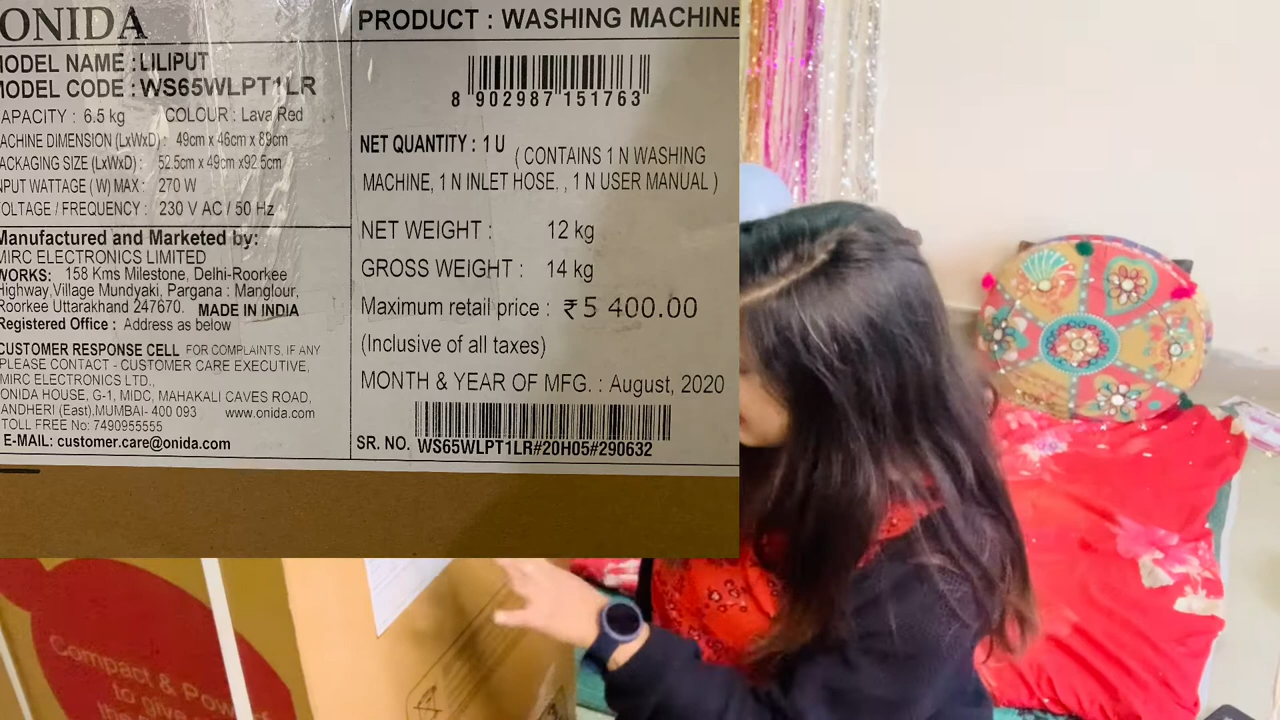 ONIDA
MODEL NAME : LILIPUT
MODEL CODE : WS65WLPT1LR
CAPACITY : 6.5 kg COLOUR : Lava Red
MACHINE DIMENSION (LxWxD) : 49cm x 46cm x 89cm
PACKAGING SIZE (LxWxD) : 52.5cm x 49cm x92.5cm
INPUT WATTAGE ( W) MAX : 270 W
VOLTAGE / FREQUENCY : 230 V AC / 50 Hz
Manufactured and Marketed by:
MIRC ELECTRONICS LIMITED
WORKS: 158 Kms Milestone, Delhi-Roorkee
Highway,Village Mundyaki, Pargana : Manglour,
Roorkee Uttarakhand 247670. MADE IN INDIA
Registered Office : Address as below
CUSTOMER RESPONSE CELL FOR COMPLAINTS, IF ANY
PLEASE CONTACT - CUSTOMER CARE EXECUTIVE,
MIRC ELECTRONICS LTD.,
ONIDA HOUSE, G-1, MIDC, MAHAKALI CAVES ROAD,
ANDHERI (East),MUMBAI- 400 093 www.onida.com
TOLL FREE No: 7490955555
E-MAIL: customer.care@onida.com
PRODUCT : WASHING MACHINE
8 902987 151763
NET QUANTITY : 1 U ( CONTAINS 1 N WASHING
MACHINE, 1 N INLET HOSE, , 1 N USER MANUAL )
NET WEIGHT : 12 kg
GROSS WEIGHT : 14 kg
Maximum retail price : ₹5 400.00
(Inclusive of all taxes)
MONTH & YEAR OF MFG. : August, 2020
SR. NO. WS65WLPT1LR#20H05#290632
Compact &
to give
the